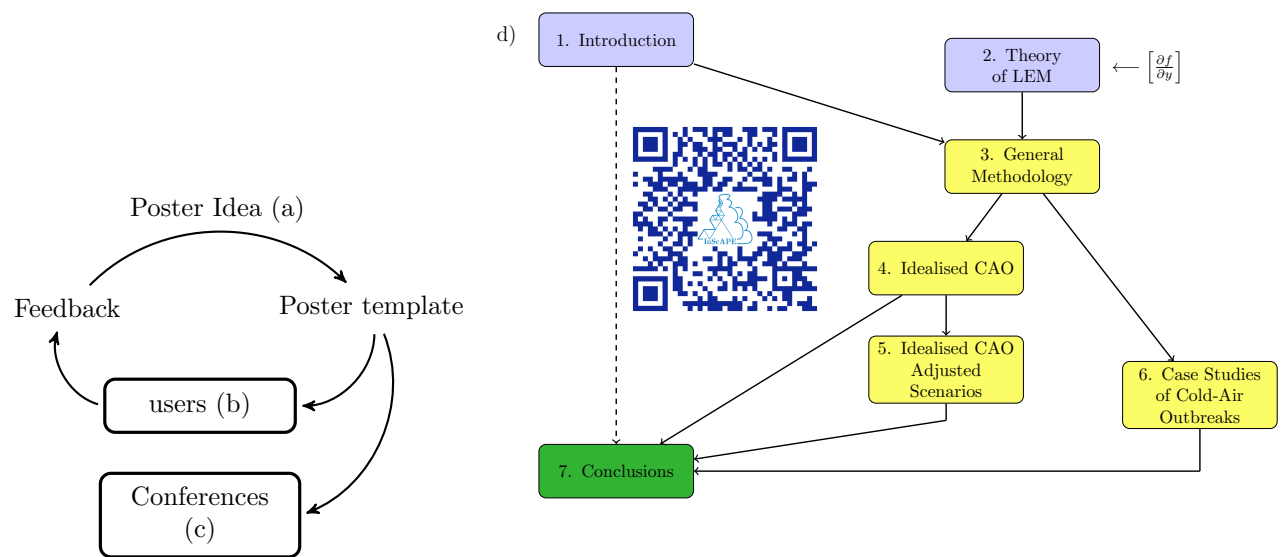 Poster Idea (a)
Feedback
Poster template
users (b)
Conferences
(c)
d)
1. Introduction
2. Theory
of LEM
⟵ [∂f/∂y]
3. General
Methodology
InScAPE
4. Idealised CAO
5. Idealised CAO
Adjusted
Scenarios
6. Case Studies
of Cold-Air
Outbreaks
7. Conclusions